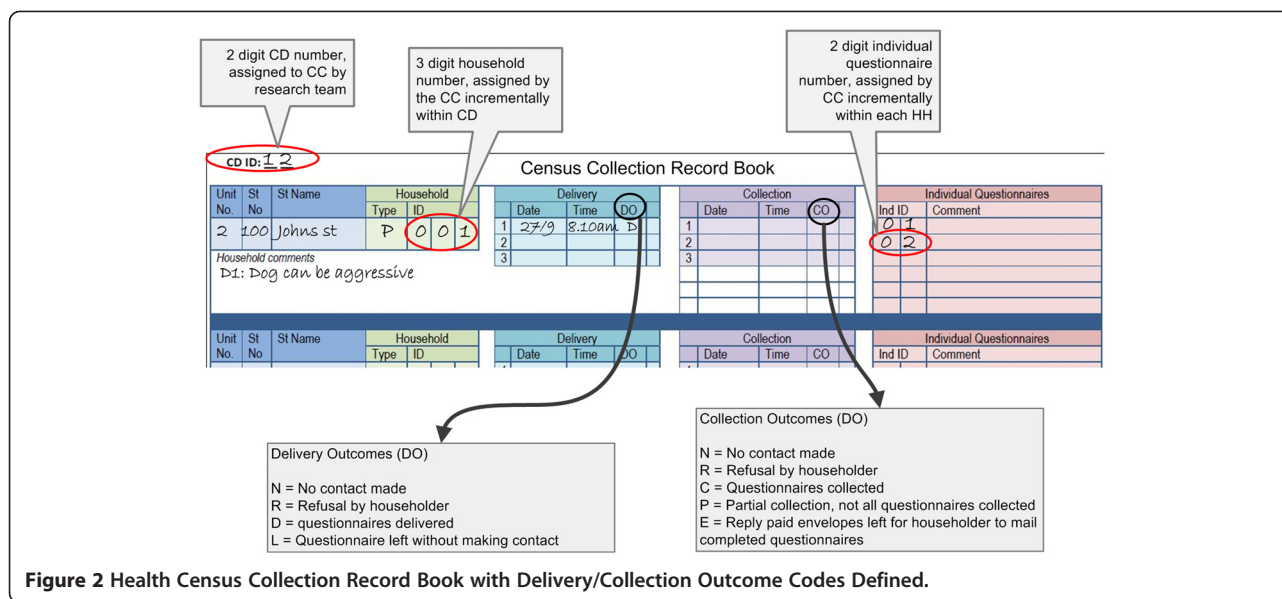 2 digit CD number,
assigned to CC by
research team
3 digit household
number, assigned by
the CC incrementally
within CD
2 digit individual
questionnaire
number, assigned by
CC incrementally
within each HH
CD ID: 1 2
Census Collection Record Book
Unit No. St No St Name Household Type ID
Delivery Date Time DO
Collection Date Time CO
Individual Questionnaires Ind ID Comment
2 100 Johns st P 0 0 1
1 27/9 8.10am D
2
3
1
2
3
0 1
0 2
Household comments
D1: Dog can be aggressive
Unit No. St No St Name Household Type ID
Delivery Date Time DO
Collection Date Time CO
Individual Questionnaires Ind ID Comment
Delivery Outcomes (DO)
N = No contact made
R = Refusal by householder
D = questionnaires delivered
L = Questionnaire left without making contact
Collection Outcomes (DO)
N = No contact made
R = Refusal by householder
C = Questionnaires collected
P = Partial collection, not all questionnaires collected
E = Reply paid envelopes left for householder to mail
completed questionnaires
Figure 2 Health Census Collection Record Book with Delivery/Collection Outcome Codes Defined.